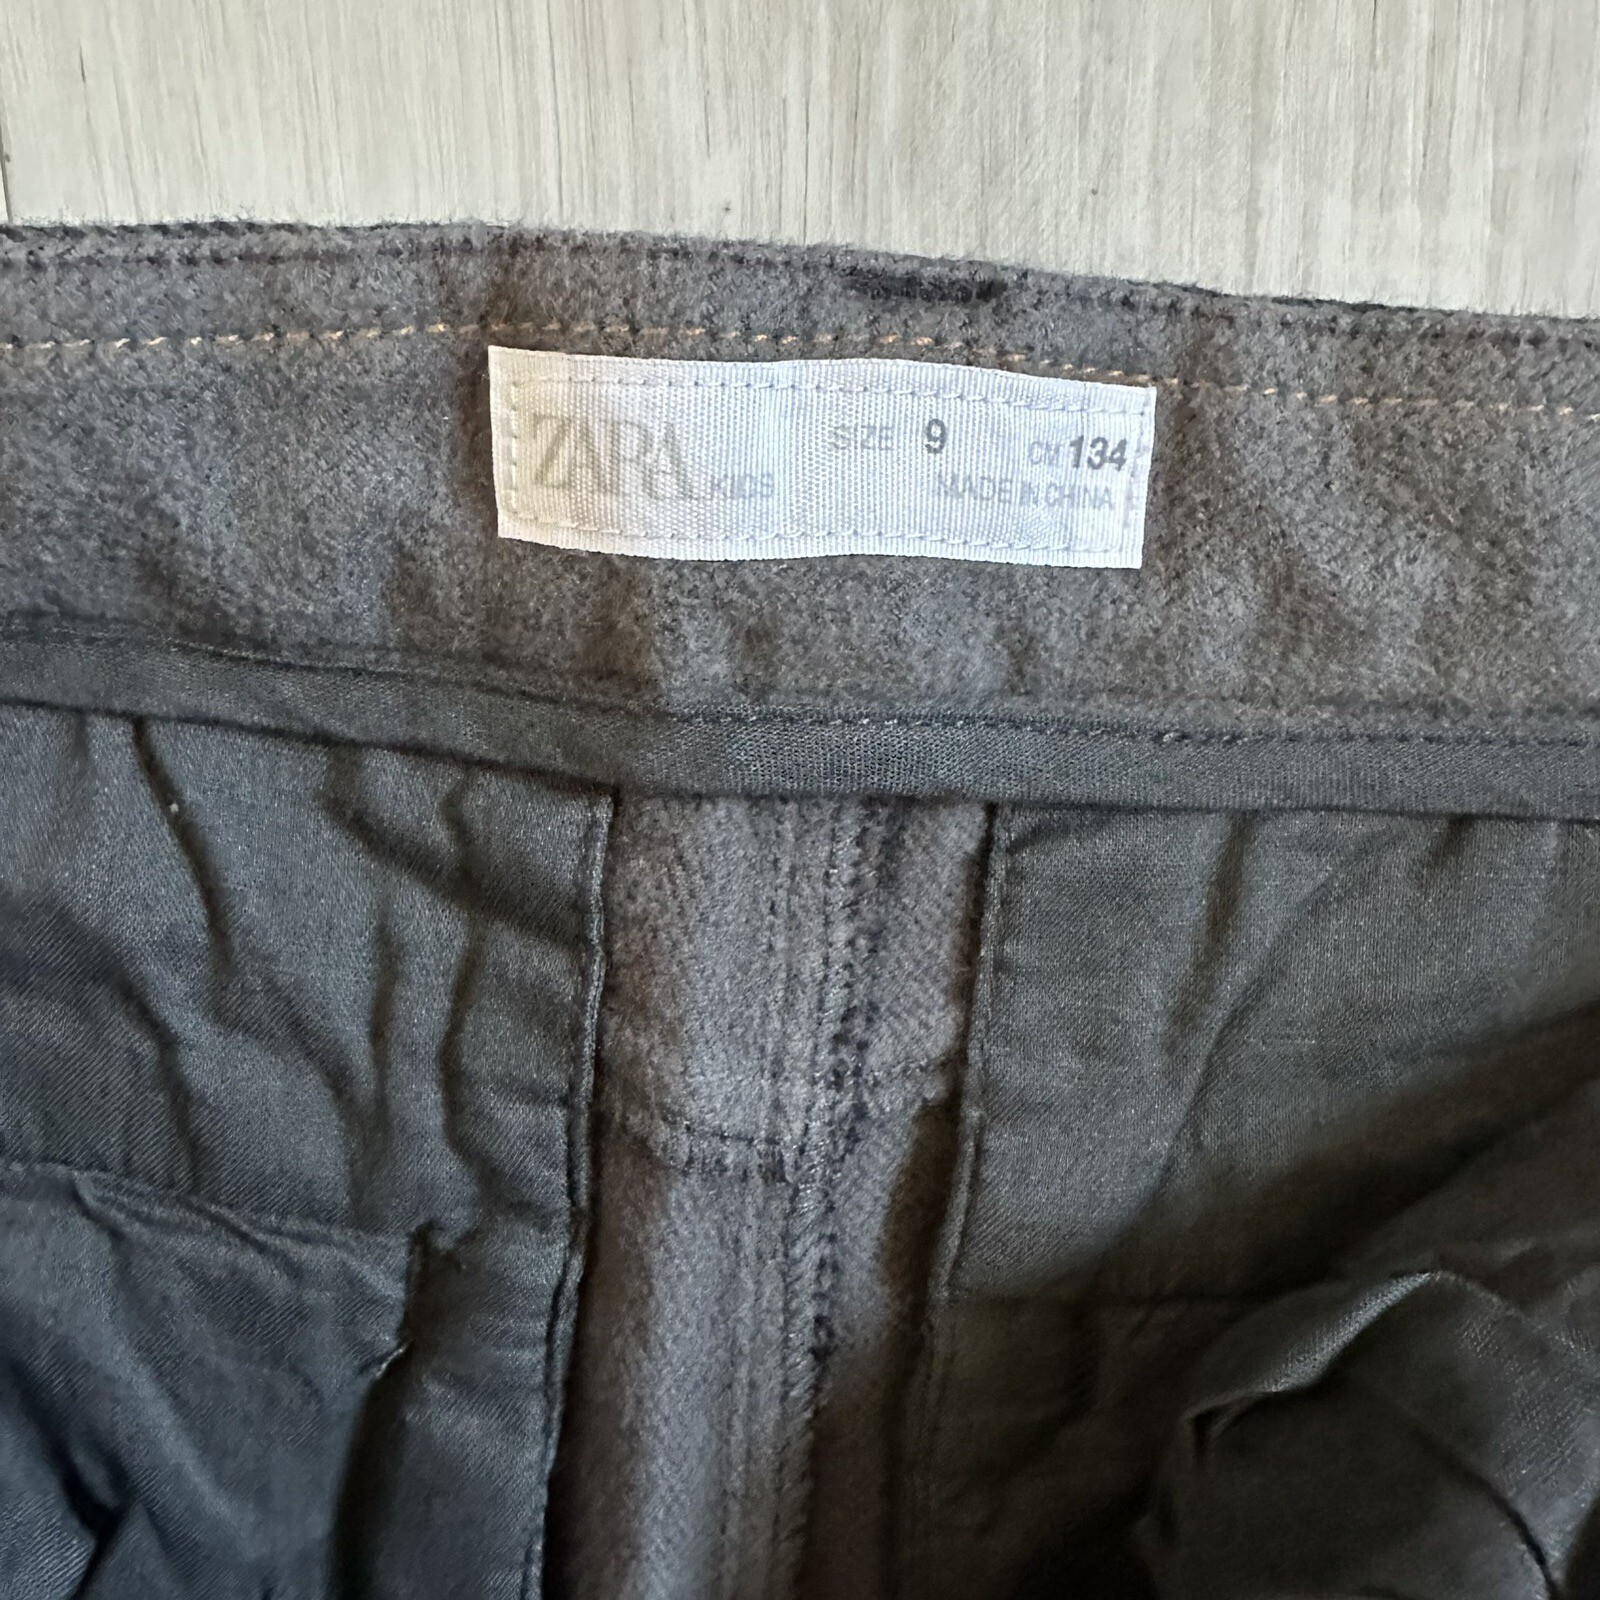 ZARA KIDS SIZE 9 CM 134
MADE IN CHINA